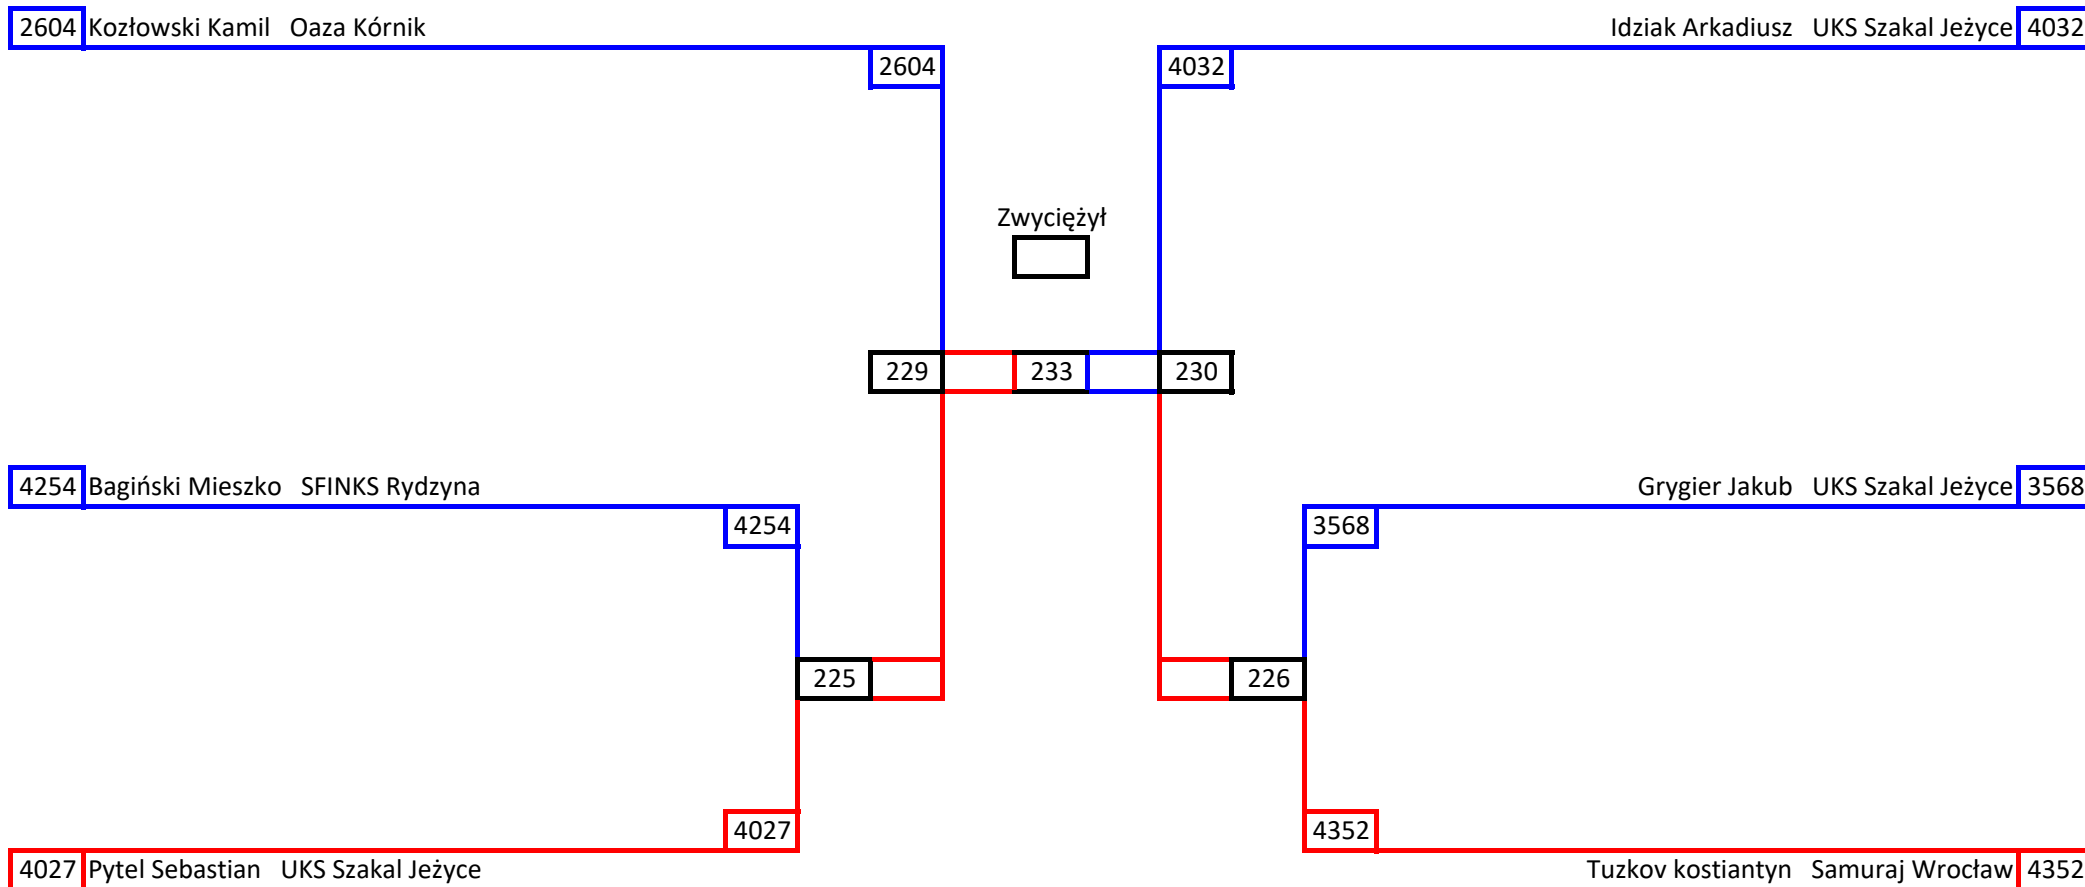 2604 Kozłowski Kamil Oaza Kórnik
Idziak Arkadiusz UKS Szakal Jeżyce 4032
2604
4032
Zwyciężył
229
233
230
4254 Bagiński Mieszko SFINKS Rydzyna
Grygier Jakub UKS Szakal Jeżyce 3568
4254
3568
225
226
4027
4352
4027 Pytel Sebastian UKS Szakal Jeżyce
Tuzkov kostiantyn Samuraj Wrocław 4352